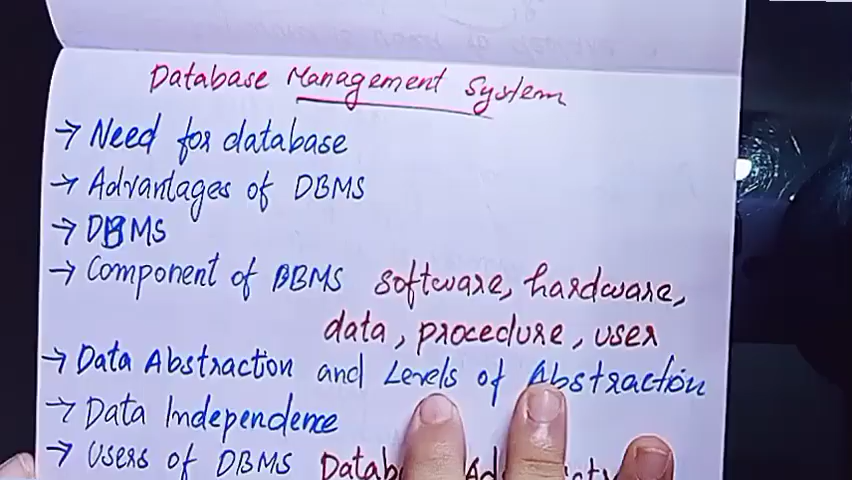 Database Management System
→ Need for database
→ Advantages of DBMS
→ DBMS
→ Component of BBMS software, hardware,
data, procedure, user
→ Data Abstraction and Levels of Abstraction
→ Data Independence
→ Users of DBMS